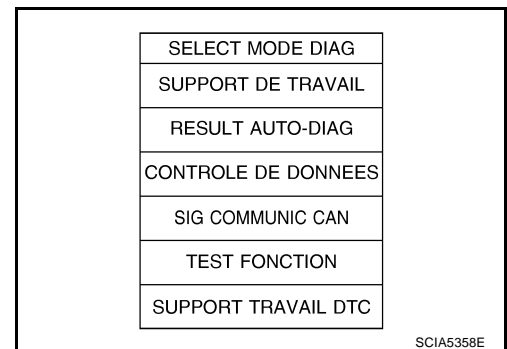 SELECT MODE DIAG
SUPPORT DE TRAVAIL
RESULT AUTO-DIAG
CONTROLE DE DONNEES
SIG COMMUNIC CAN
TEST FONCTION
SUPPORT TRAVAIL DTC
SCIA5358E